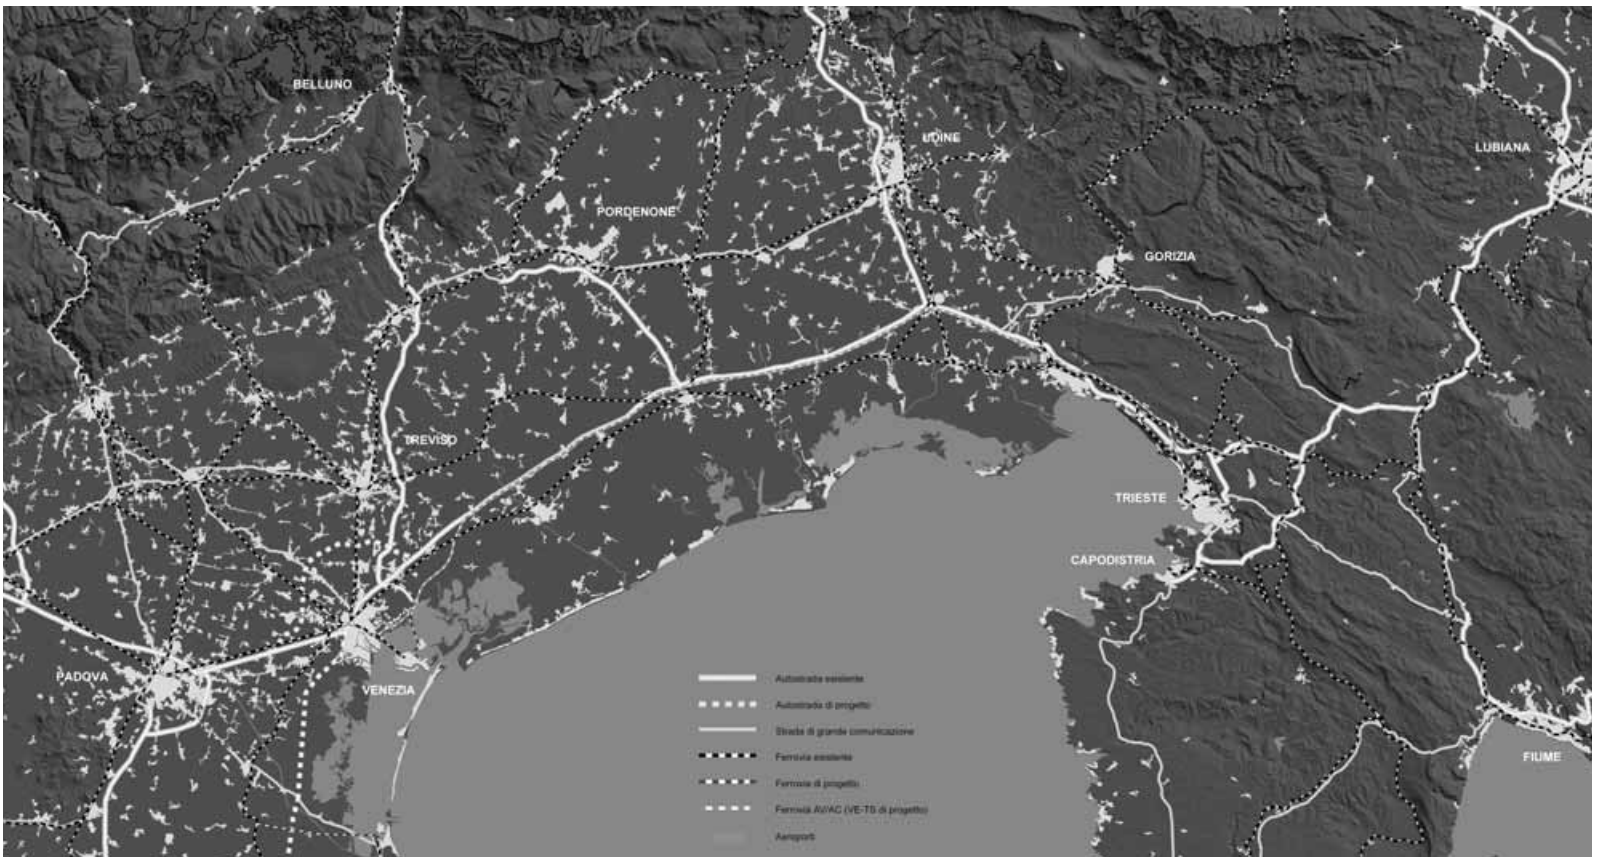 BELLUNO
UDINE
LUBIANA
PORDENONE
GORIZIA
TREVISO
TRIESTE
CAPODISTRIA
PADOVA
VENEZIA
FIUME
Autostrada esistente
Autostrada di progetto
Strada di grande comunicazione
Ferrovia esistente
Ferrovia di progetto
Ferrovia AV/AC (VE-TS di progetto)
Aeroporti